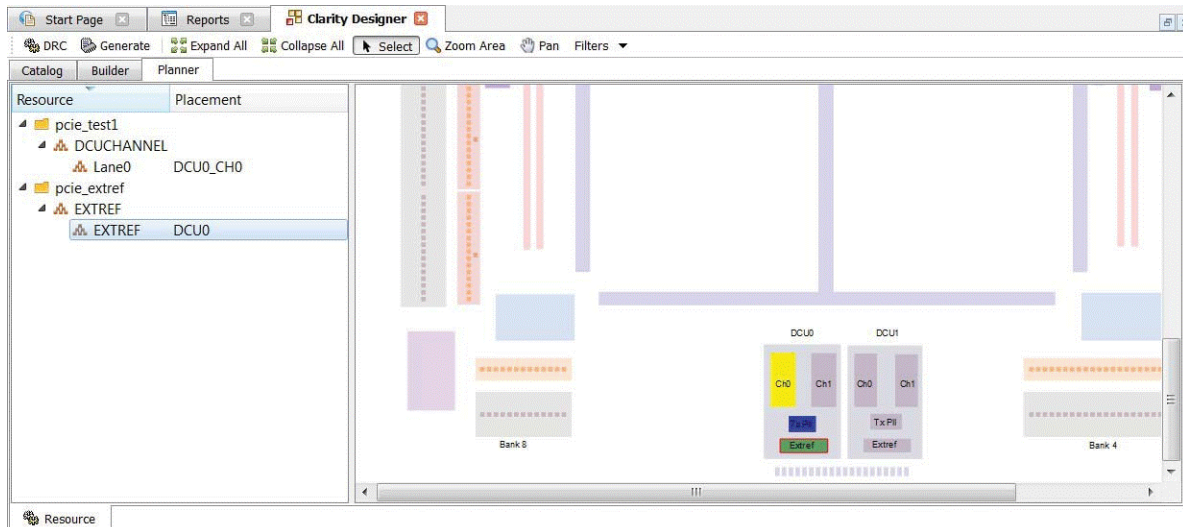 Start Page Reports Clarity Designer
DRC Generate Expand All Collapse All Select Zoom Area Pan Filters
Catalog Builder Planner
Resource Placement
pcie_test1
DCUCHANNEL
Lane0 DCU0_CH0
pcie_extref
EXTREF
EXTREF DCU0
DCU0 DCU1
Ch0 Ch1 Ch0 Ch1
Tx Pll Tx Pll
Extref Extref
Bank 8 Bank 4
Resource